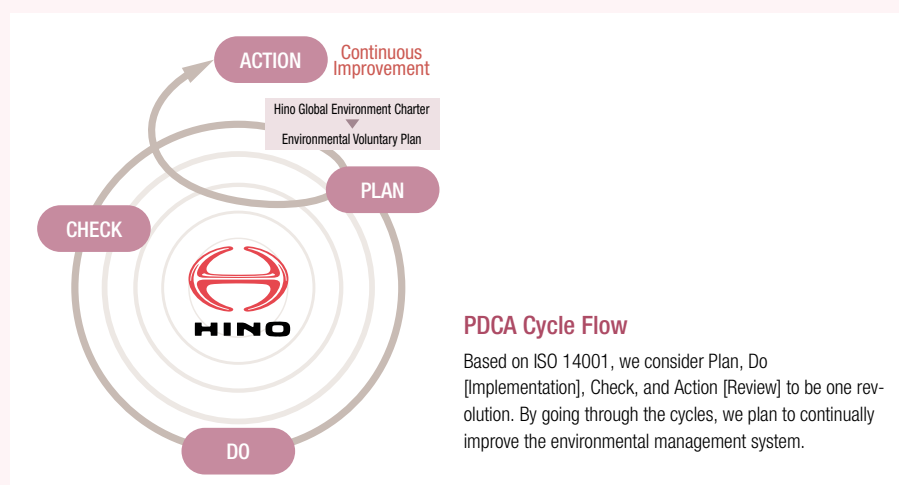 ACTION
Continuous
Improvement
Hino Global Environment Charter
Environmental Voluntary Plan
PLAN
CHECK
HINO
DO
PDCA Cycle Flow
Based on ISO 14001, we consider Plan, Do
[Implementation], Check, and Action [Review] to be one rev-
olution. By going through the cycles, we plan to continually
improve the environmental management system.